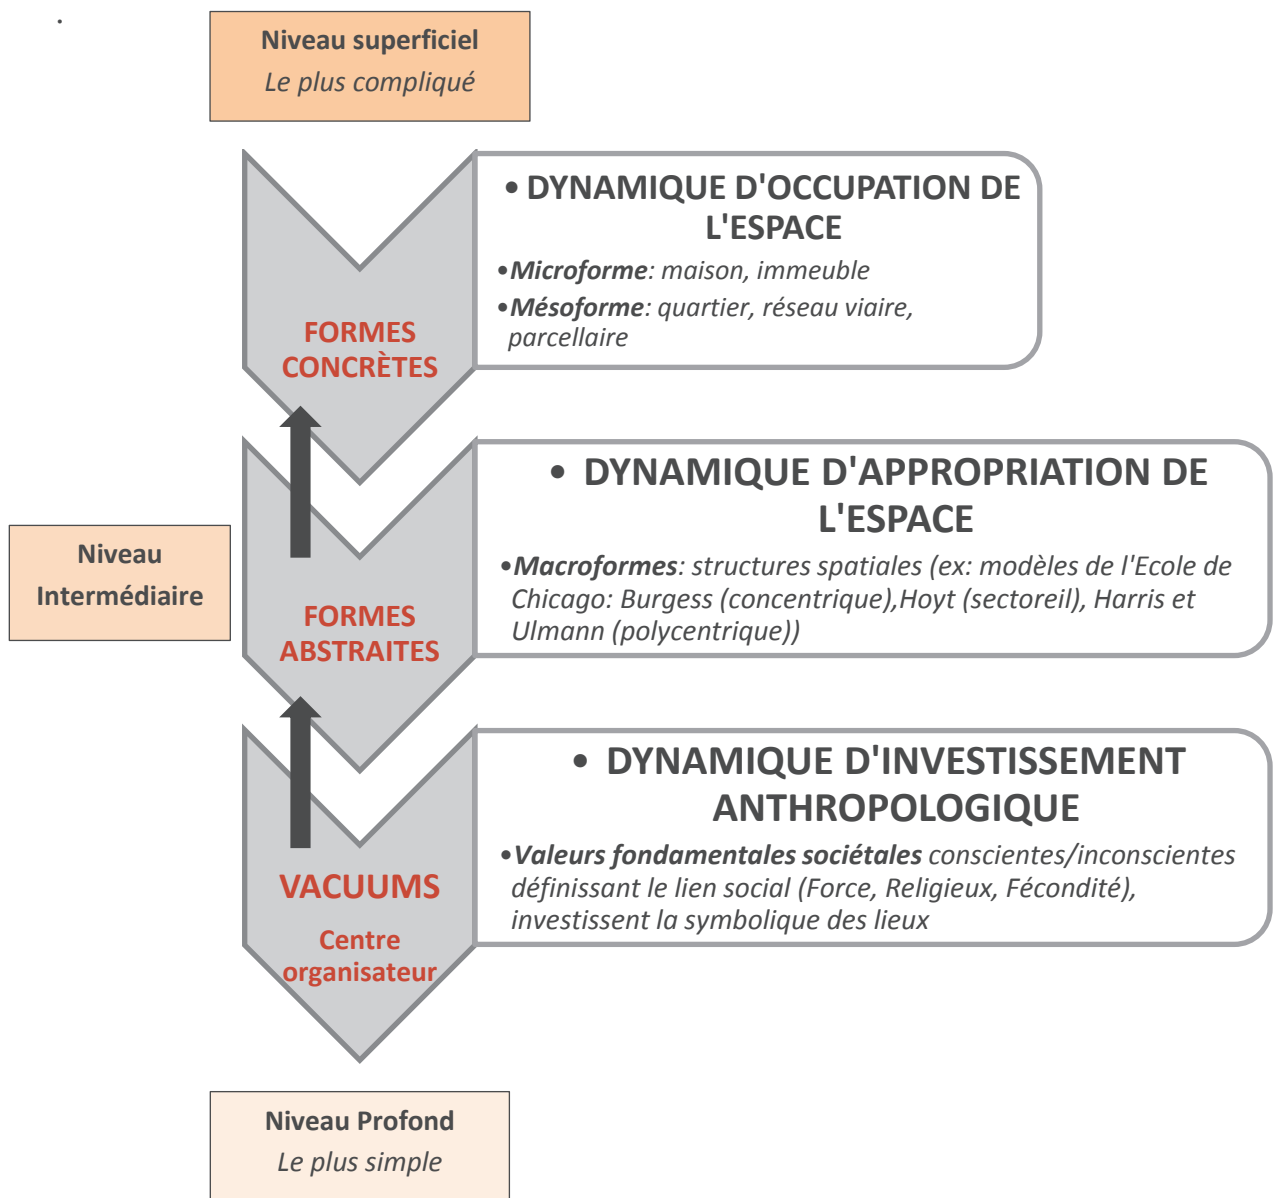 .
Niveau superficiel
Le plus compliqué
• DYNAMIQUE D'OCCUPATION DE
L'ESPACE
•Microforme: maison, immeuble
•Mésoforme: quartier, réseau viaire,
parcellaire
FORMES
CONCRÈTES
• DYNAMIQUE D'APPROPRIATION DE
L'ESPACE
•Macroformes: structures spatiales (ex: modèles de l'Ecole de
Chicago: Burgess (concentrique),Hoyt (sectoreil), Harris et
Ulmann (polycentrique))
Niveau
Intermédiaire
FORMES
ABSTRAITES
• DYNAMIQUE D'INVESTISSEMENT
ANTHROPOLOGIQUE
•Valeurs fondamentales sociétales conscientes/inconscientes
définissant le lien social (Force, Religieux, Fécondité),
investissent la symbolique des lieux
VACUUMS
Centre
organisateur
Niveau Profond
Le plus simple